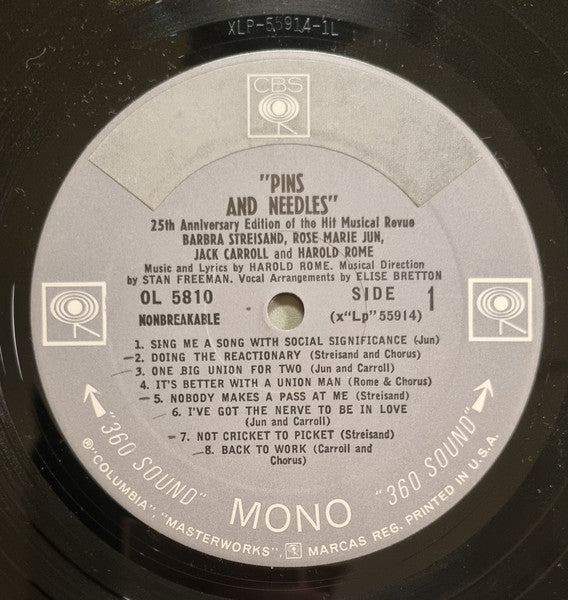 XLP-55914-1L
CBS
"PINS
AND NEEDLES"
25th Anniversary Edition of the Hit Musical Revue
BARBRA STREISAND, ROSE MARIE JUN,
JACK CARROLL and HAROLD ROME
Music and Lyrics by HAROLD ROME. Musical Direction
by STAN FREEMAN. Vocal Arrangements by ELISE BRETTON
OL 5810
SIDE 1
NONBREAKABLE
(x"Lp" 55914)
1. SING ME A SONG WITH SOCIAL SIGNIFICANCE (Jun)
2. DOING THE REACTIONARY (Streisand and Chorus)
3. ONE BIG UNION FOR TWO (Jun and Carroll)
4. IT'S BETTER WITH A UNION MAN (Rome & Chorus)
5. NOBODY MAKES A PASS AT ME (Streisand)
6. I'VE GOT THE NERVE TO BE IN LOVE
(Jun and Carroll)
7. NOT CRICKET TO PICKET (Streisand)
8. BACK TO WORK (Carroll and
Chorus)
"360 SOUND" MONO "360 SOUND"
® "COLUMBIA", "MASTERWORKS", MARCAS REG. PRINTED IN U.S.A.